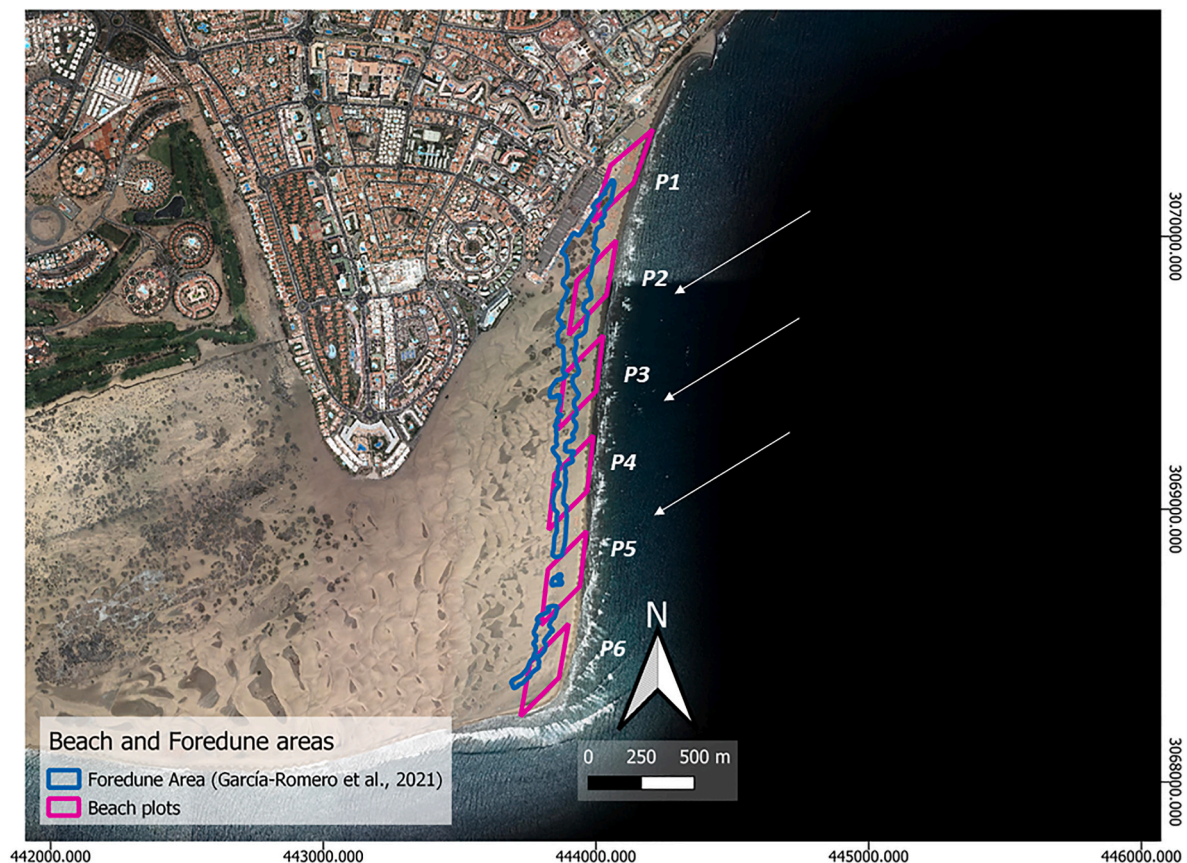 P1
P2
P3
P4
P5
P6
N
0 250 500 m
Beach and Foredune areas
Foredune Area (García-Romero et al., 2021)
Beach plots
3070000.000
3069000.000
3068000.000
442000.000 443000.000 444000.000 445000.000 446000.000